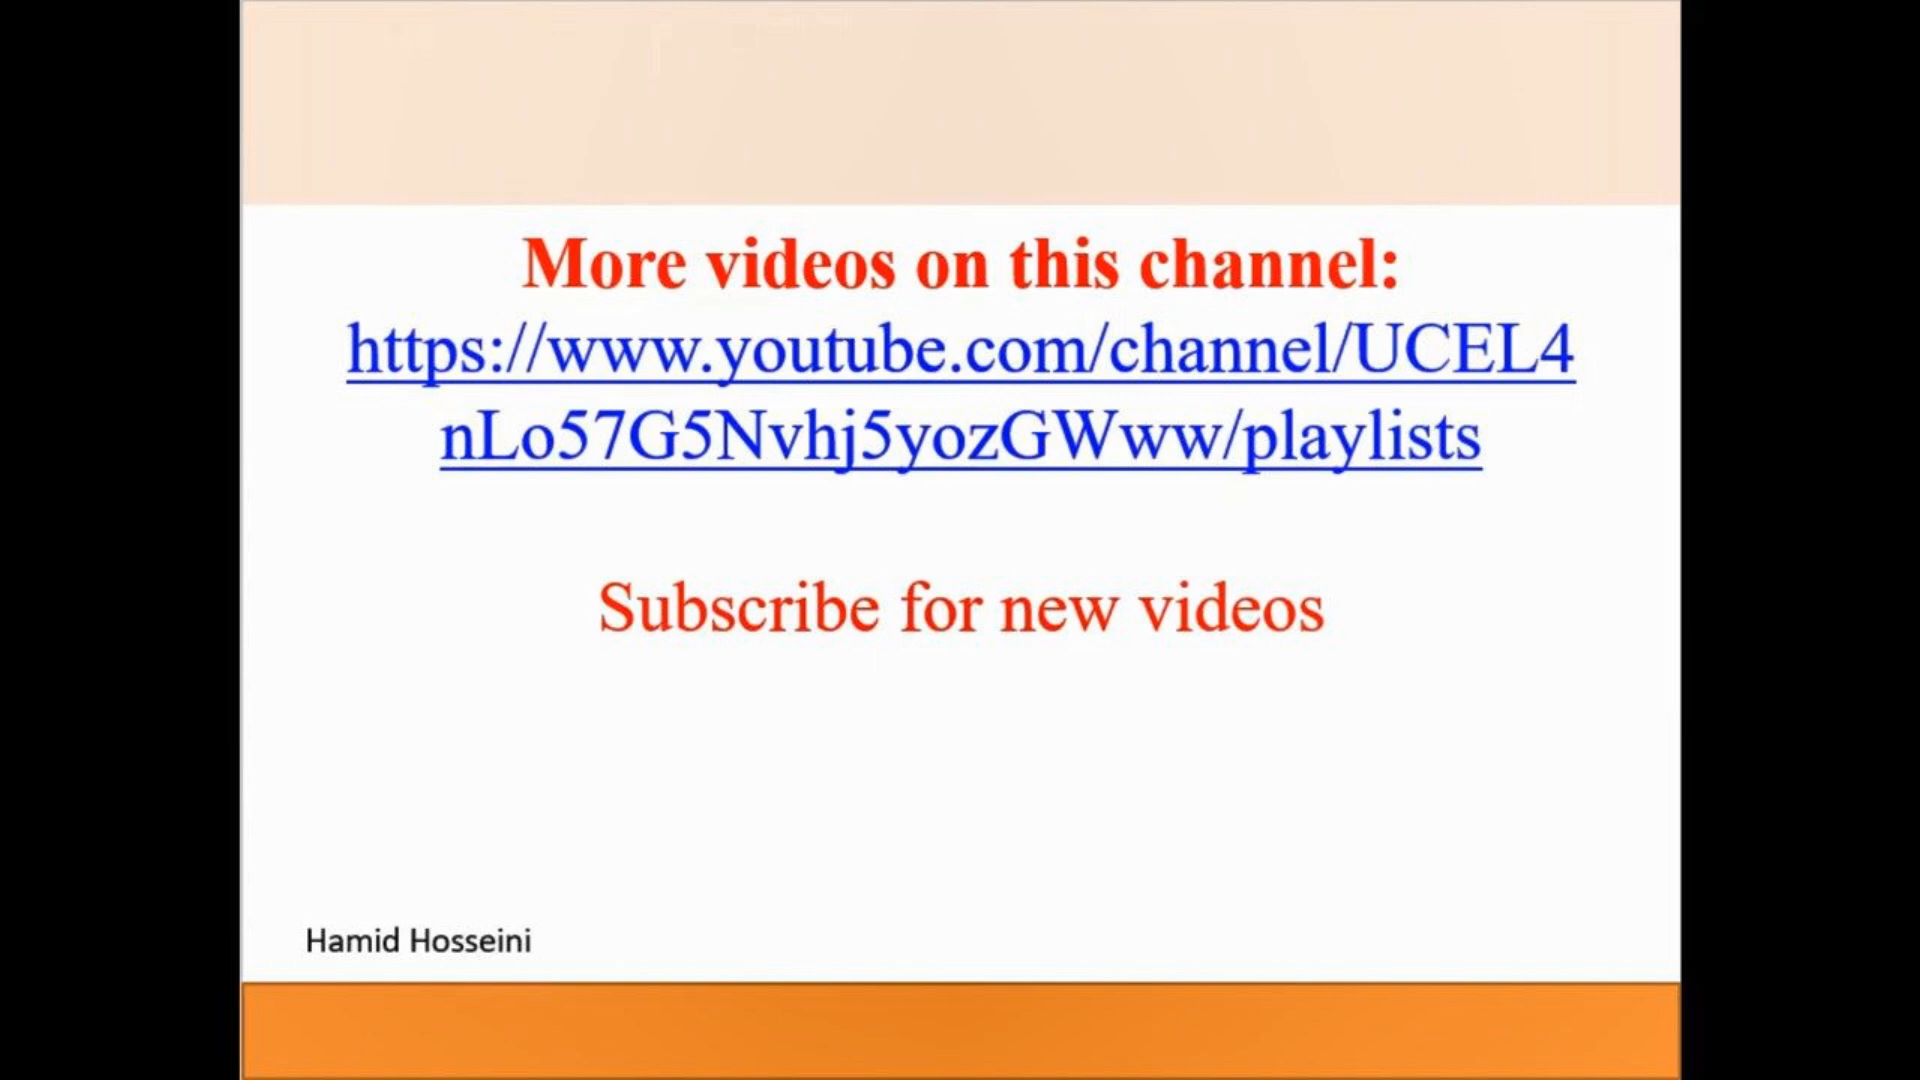 More videos on this channel:
https://www.youtube.com/channel/UCEL4
nLo57G5Nvhj5yozGWww/playlists
Subscribe for new videos
Hamid Hosseini